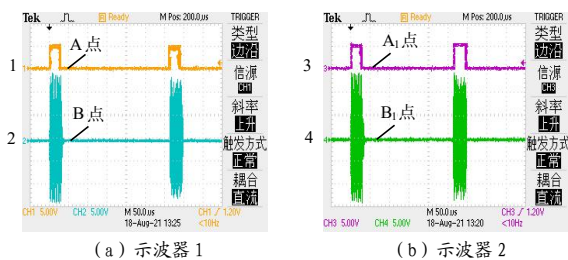 Tek Ready M Pos: 200.0μs TRIGGER
类型
边沿
信源
CH1
斜率
上升
触发方式
正常
耦合
直流
1 A点
2 B点
CH1 5.00V CH2 5.00V M 50.0μs CH1 / 1.20V
18-Aug-21 13:25 <10Hz
(a)示波器1
Tek Ready M Pos: 200.0μs TRIGGER
类型
边沿
信源
CH3
斜率
上升
触发方式
正常
耦合
直流
3 A₁点
4 B₁点
CH3 5.00V CH4 5.00V M 50.0μs CH3 / 1.20V
18-Aug-21 13:20 <10Hz
(b)示波器2